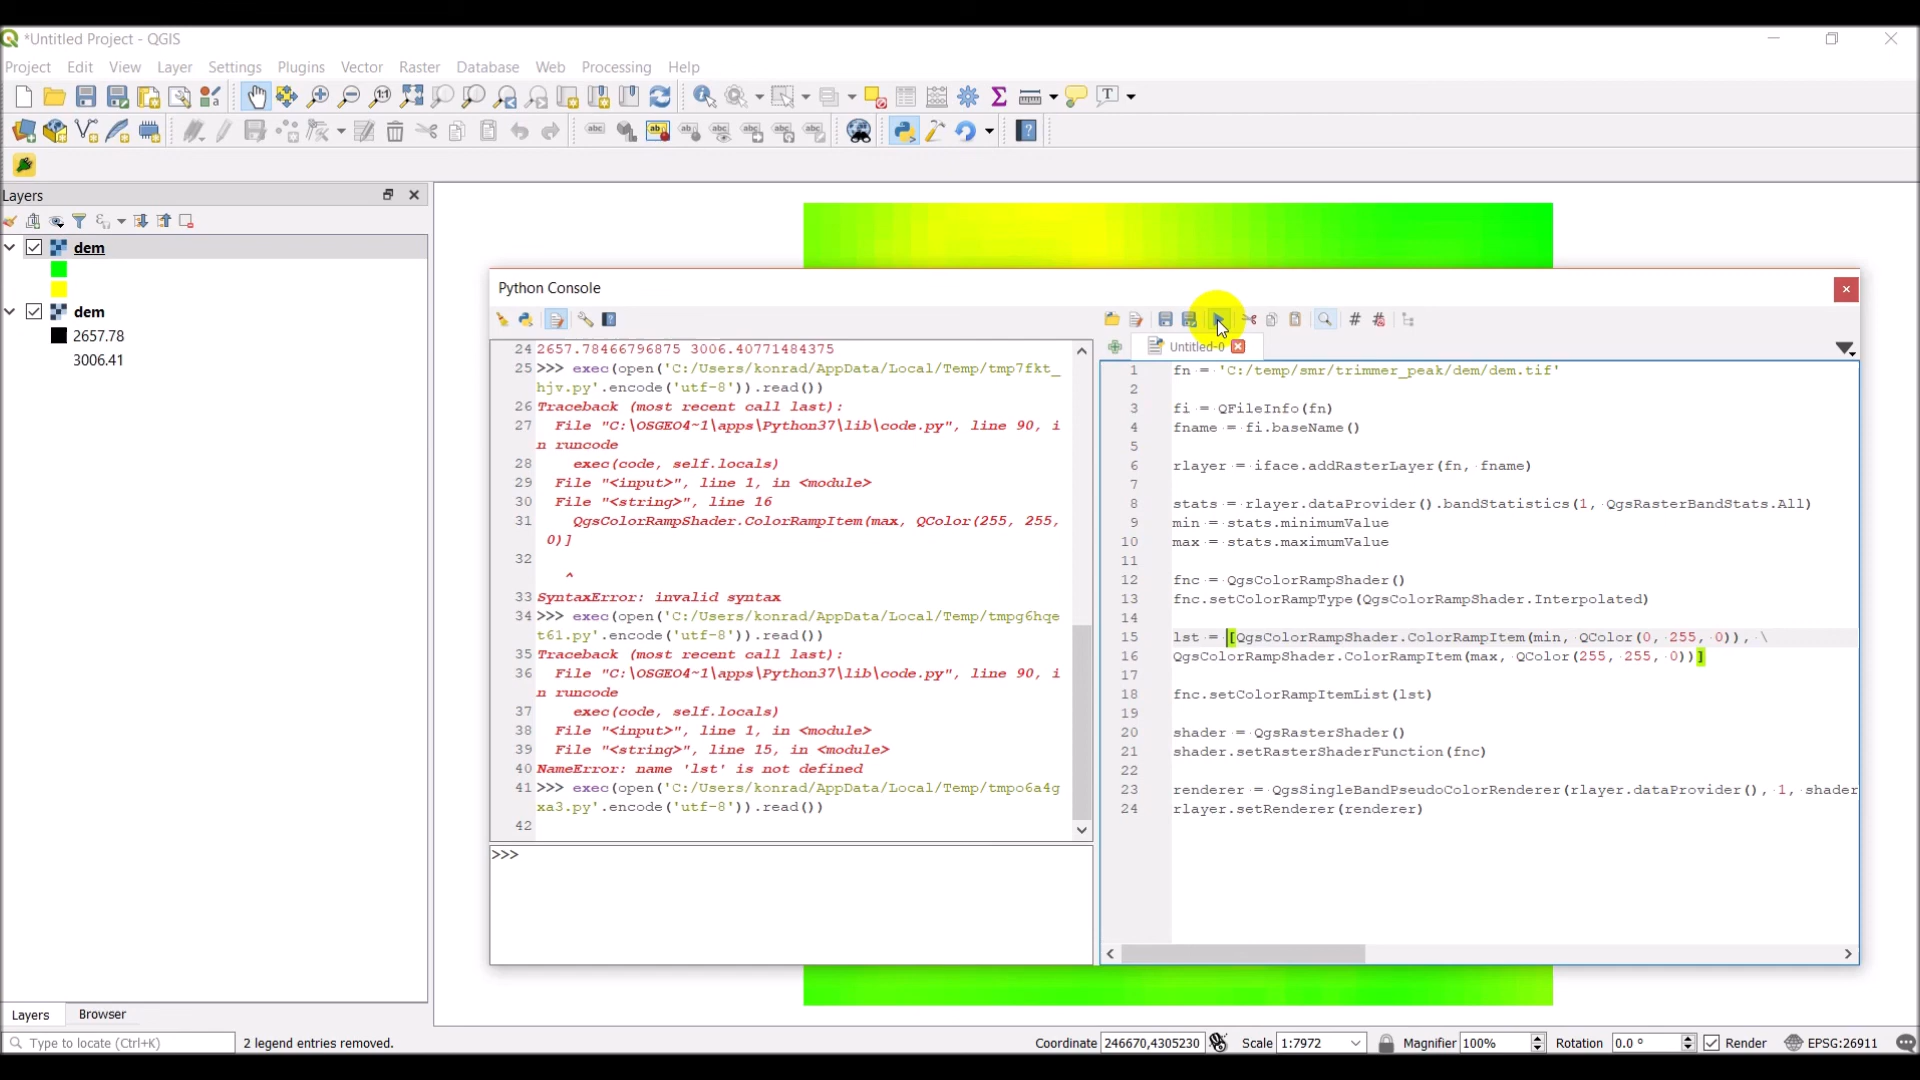 *Untitled Project - QGIS
Project Edit View Layer Settings Plugins Vector Raster Database Web Processing Help
Layers
dem
dem
2657.78
3006.41
Python Console
Untitled-0
24 2657.78466796875 3006.40771484375
25 >>> exec(open('C:/Users/konrad/AppData/Local/Temp/tmp7fkt_
hjv.py'.encode('utf-8')).read())
26 Traceback (most recent call last):
27 File "C:\OSGEO4~1\apps\Python37\lib\code.py", line 90, i
n runcode
28 exec(code, self.locals)
29 File "<input>", line 1, in <module>
30 File "<string>", line 16
31 QgsColorRampShader.ColorRampItem(max, QColor(255, 255,
0)]
32
^
33 SyntaxError: invalid syntax
34 >>> exec(open('C:/Users/konrad/AppData/Local/Temp/tmpg6hqe
t61.py'.encode('utf-8')).read())
35 Traceback (most recent call last):
36 File "C:\OSGEO4~1\apps\Python37\lib\code.py", line 90, i
n runcode
37 exec(code, self.locals)
38 File "<input>", line 1, in <module>
39 File "<string>", line 15, in <module>
40 NameError: name 'lst' is not defined
41 >>> exec(open('C:/Users/konrad/AppData/Local/Temp/tmpo6a4g
xa3.py'.encode('utf-8')).read())
42
>>>
1 fn = 'C:/temp/smr/trimmer_peak/dem/dem.tif'
2
3 fi = QFileInfo(fn)
4 fname = fi.baseName()
5
6 rlayer = iface.addRasterLayer(fn, fname)
7
8 stats = rlayer.dataProvider().bandStatistics(1, QgsRasterBandStats.All)
9 min = stats.minimumValue
10 max = stats.maximumValue
11
12 fnc = QgsColorRampShader()
13 fnc.setColorRampType(QgsColorRampShader.Interpolated)
14
15 lst = [QgsColorRampShader.ColorRampItem(min, QColor(0, 255, 0)), \
16 QgsColorRampShader.ColorRampItem(max, QColor(255, 255, 0))]
17
18 fnc.setColorRampItemList(lst)
19
20 shader = QgsRasterShader()
21 shader.setRasterShaderFunction(fnc)
22
23 renderer = QgsSingleBandPseudoColorRenderer(rlayer.dataProvider(), 1, shader
24 rlayer.setRenderer(renderer)
Layers Browser
Type to locate (Ctrl+K) 2 legend entries removed. Coordinate 246670,4305230 Scale 1:7972 Magnifier 100% Rotation 0.0 ° Render EPSG:26911